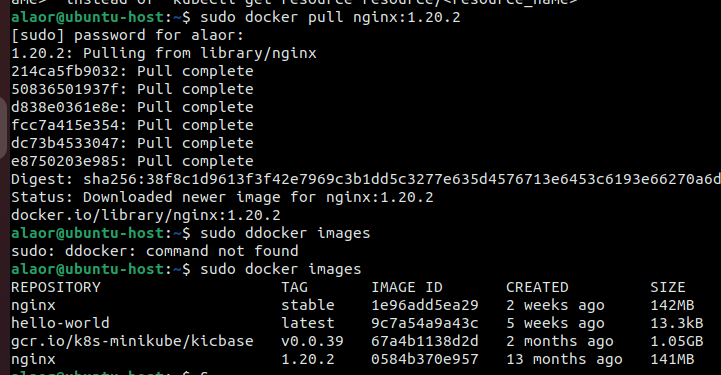 ame>" instead of "kubectl get resource resource/<resource_name>
alaor@ubuntu-host:~$ sudo docker pull nginx:1.20.2
[sudo] password for alaor:
1.20.2: Pulling from library/nginx
214ca5fb9032: Pull complete
50836501937f: Pull complete
d838e0361e8e: Pull complete
fcc7a415e354: Pull complete
dc73b4533047: Pull complete
e8750203e985: Pull complete
Digest: sha256:38f8c1d9613f3f42e7969c3b1dd5c3277e635d4576713e6453c6193e66270a6d
Status: Downloaded newer image for nginx:1.20.2
docker.io/library/nginx:1.20.2
alaor@ubuntu-host:~$ sudo ddocker images
sudo: ddocker: command not found
alaor@ubuntu-host:~$ sudo docker images
REPOSITORY TAG IMAGE ID CREATED SIZE
nginx stable 1e96add5ea29 2 weeks ago 142MB
hello-world latest 9c7a54a9a43c 5 weeks ago 13.3kB
gcr.io/k8s-minikube/kicbase v0.0.39 67a4b1138d2d 2 months ago 1.05GB
nginx 1.20.2 0584b370e957 13 months ago 141MB
alaor@ubuntu-host:~$